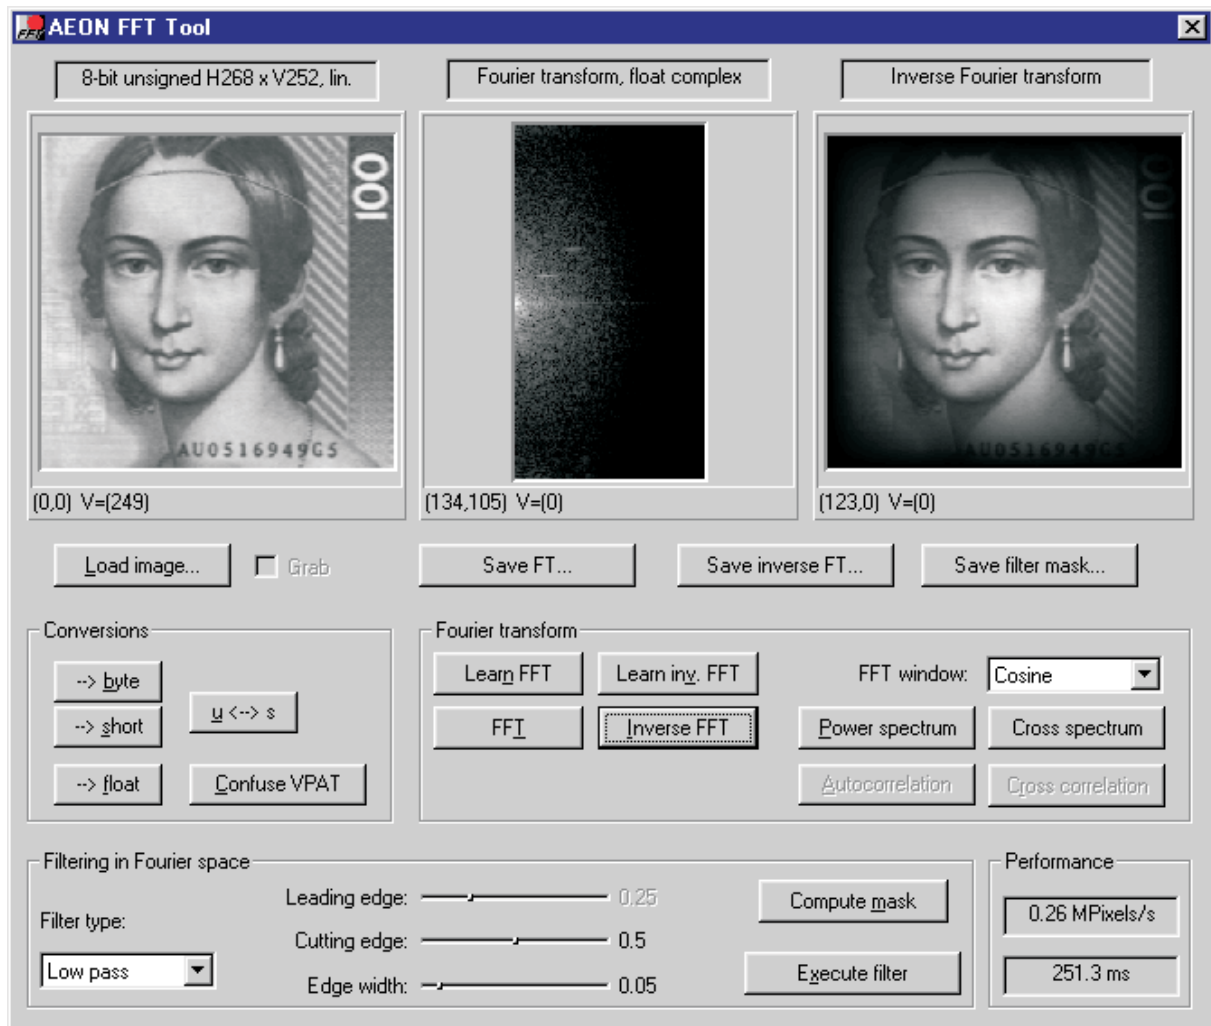 FFT AEON FFT Tool
8-bit unsigned H268 x V252, lin.
Fourier transform, float complex
Inverse Fourier transform
100
AU0516949G5
100
AU0516949G5
(0,0) V=(249)
(134,105) V=(0)
(123,0) V=(0)
Load image...
Grab
Save FT...
Save inverse FT...
Save filter mask...
Conversions
--> byte
--> short
--> float
u <--> s
Confuse VPAT
Fourier transform
Learn FFT
Learn inv. FFT
FFT window:
Cosine
FFT
Inverse FFT
Power spectrum
Cross spectrum
Autocorrelation
Cross correlation
Filtering in Fourier space
Filter type:
Low pass
Leading edge:
0.25
Cutting edge:
0.5
Edge width:
0.05
Compute mask
Execute filter
Performance
0.26 MPixels/s
251.3 ms